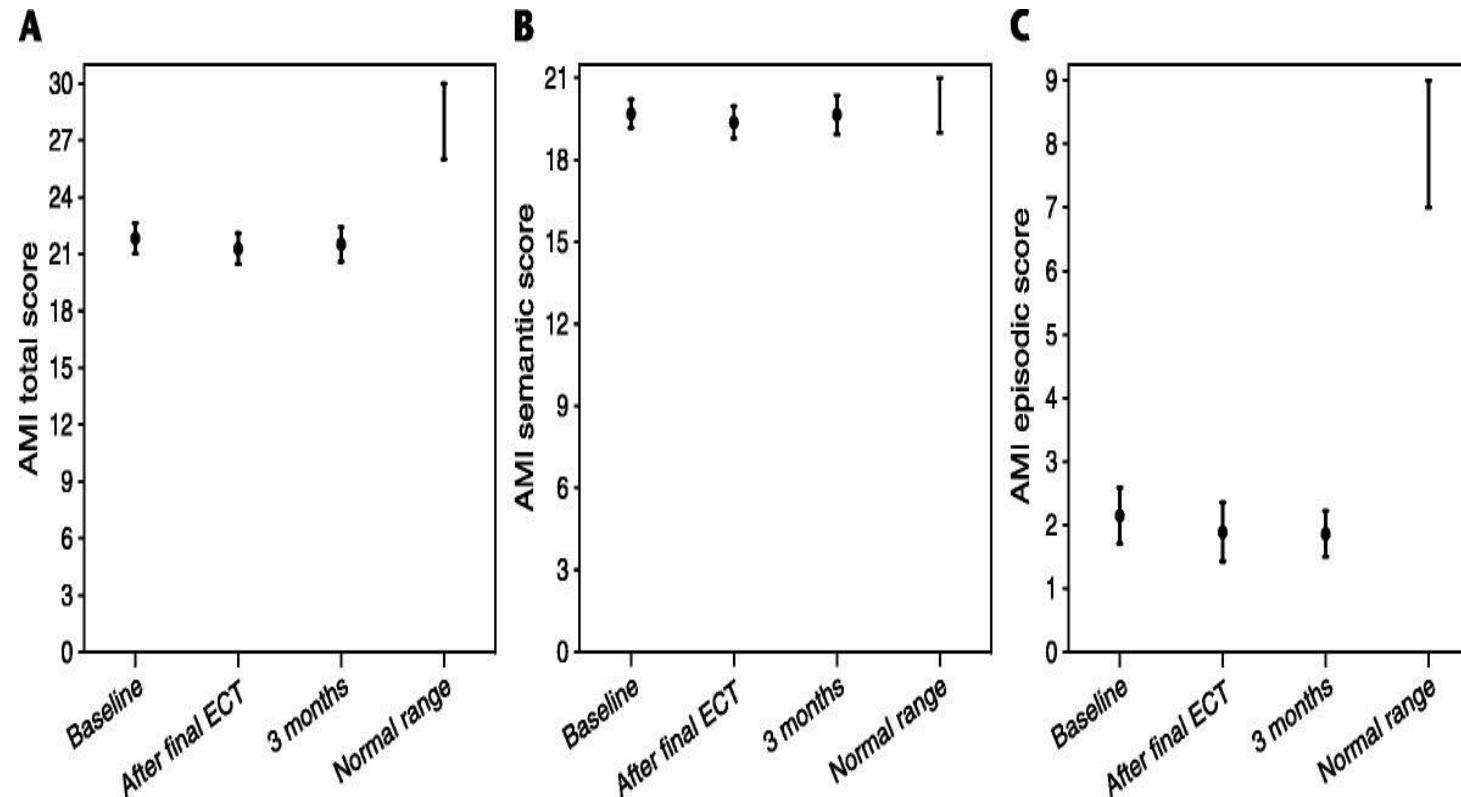 A
AMI total score
30
27
24
21
18
15
12
9
6
3
0
Baseline
After final ECT
3 months
Normal range
B
AMI semantic score
21
18
15
12
9
6
3
0
Baseline
After final ECT
3 months
Normal range
C
AMI episodic score
9
8
7
6
5
4
3
2
1
0
Baseline
After final ECT
3 months
Normal range